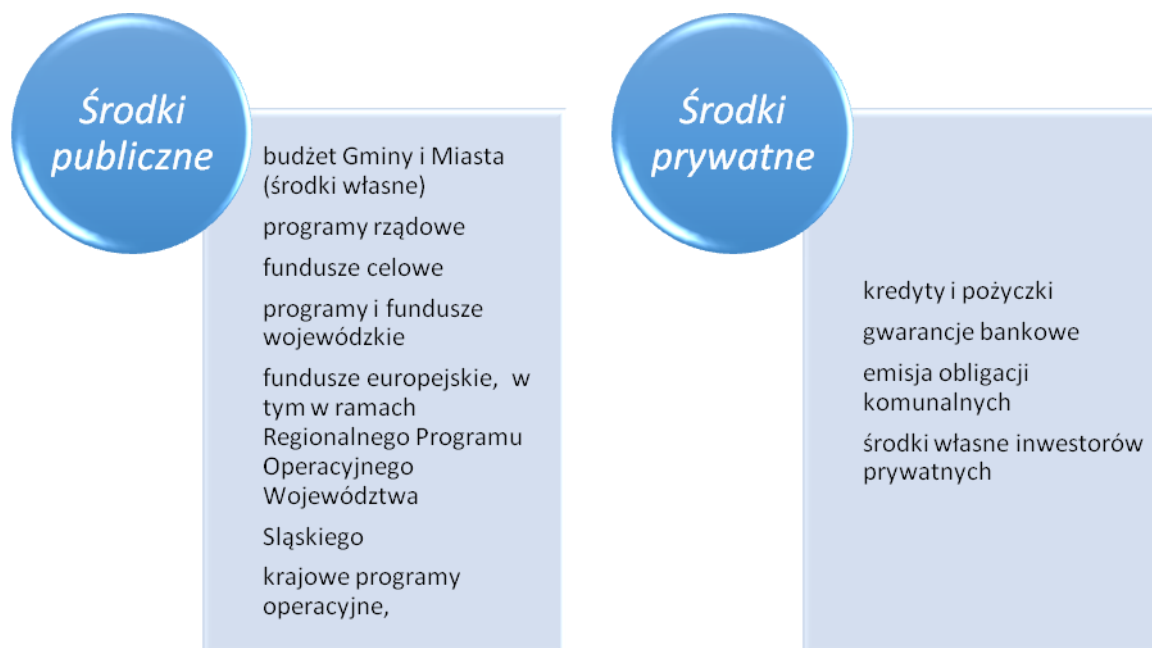 Środki
publiczne
budżet Gminy i Miasta
(środki własne)
programy rządowe
fundusze celowe
programy i fundusze
wojewódzkie
fundusze europejskie, w
tym w ramach
Regionalnego Programu
Operacyjnego
Województwa
Sląskiego
krajowe programy
operacyjne,
Środki
prywatne
kredyty i pożyczki
gwarancje bankowe
emisja obligacji
komunalnych
środki własne inwestorów
prywatnych